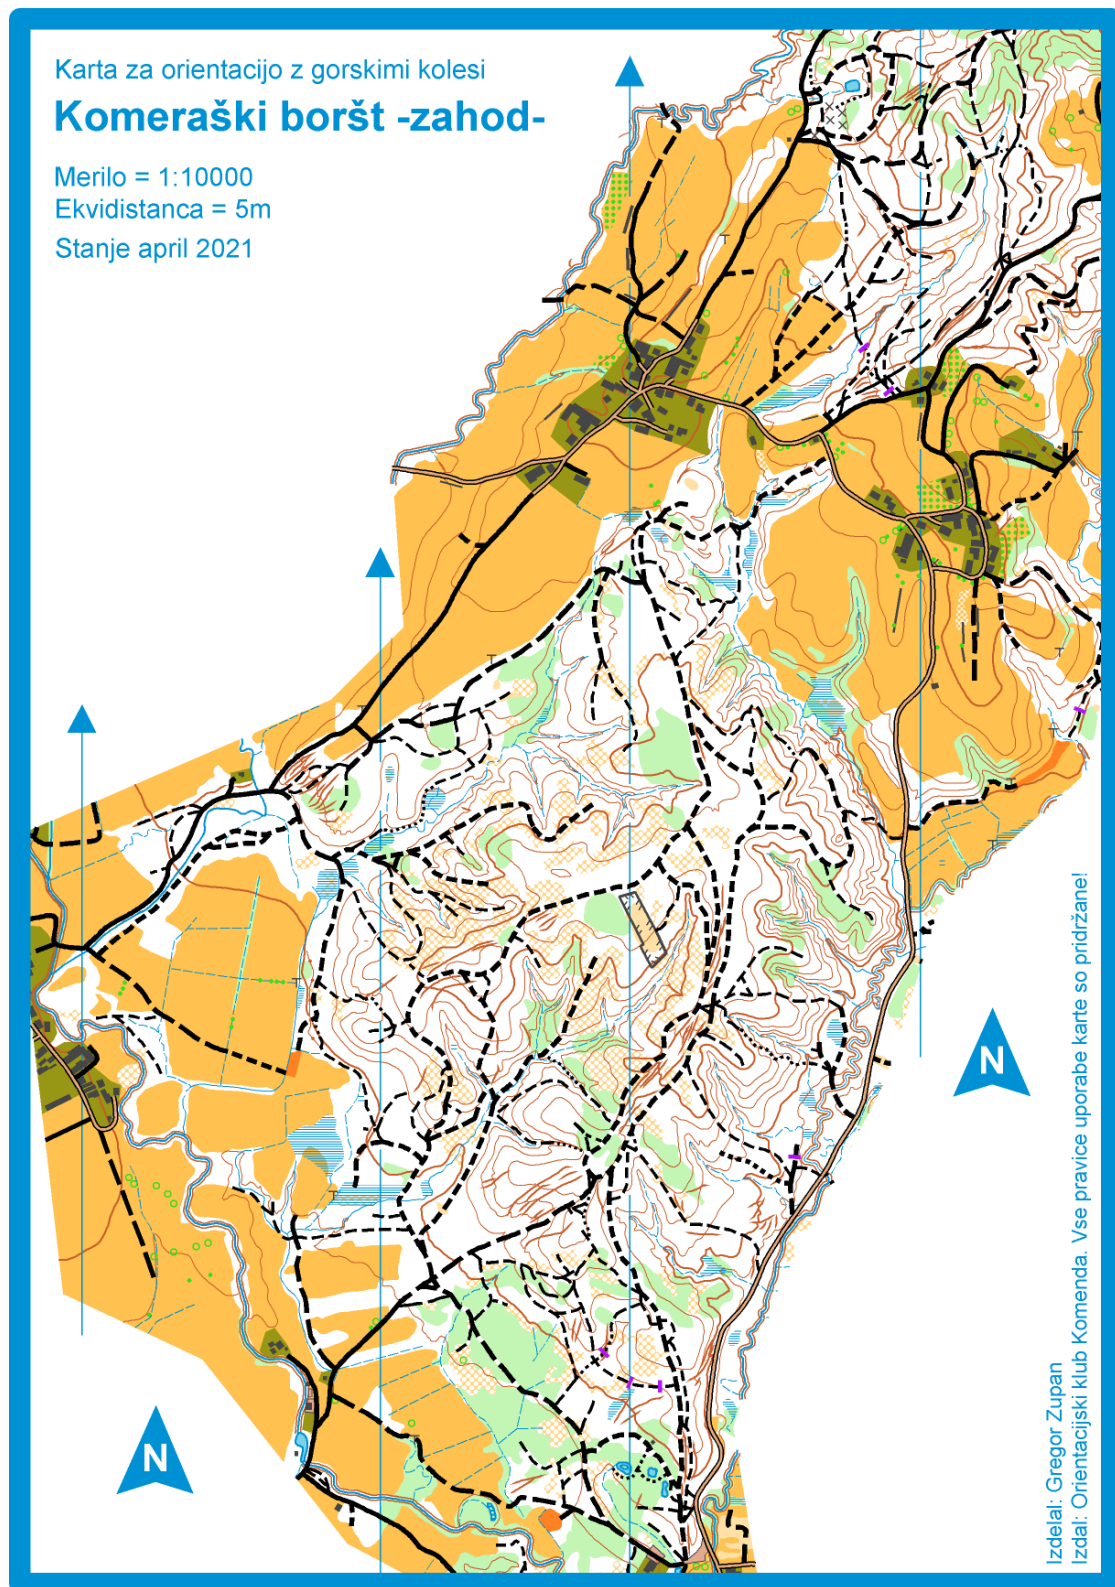 Karta za orientacijo z gorskimi kolesi
Komeraški boršt -zahod-
Merilo = 1:10000
Ekvidistanca = 5m
Stanje april 2021
N
N
Izdelal: Gregor Zupan
Izdal: Orientacijski klub Komenda. Vse pravice uporabe karte so pridržane!